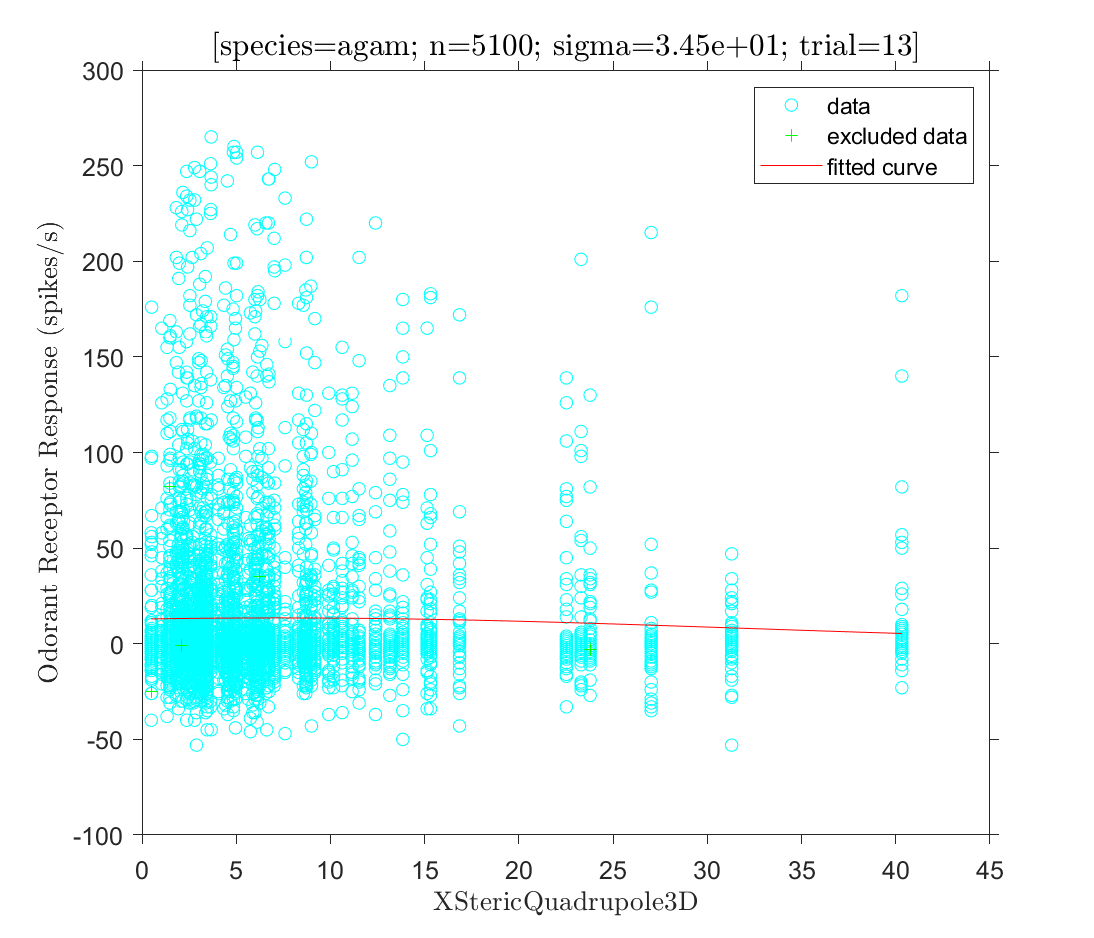 [species=agam; n=5100; sigma=3.45e+01; trial=13]
300
250
200
150
100
50
0
-50
-100
Odorant Receptor Response (spikes/s)
data
excluded data
fitted curve
0 5 10 15 20 25 30 35 40 45
XStericQuadrupole3D